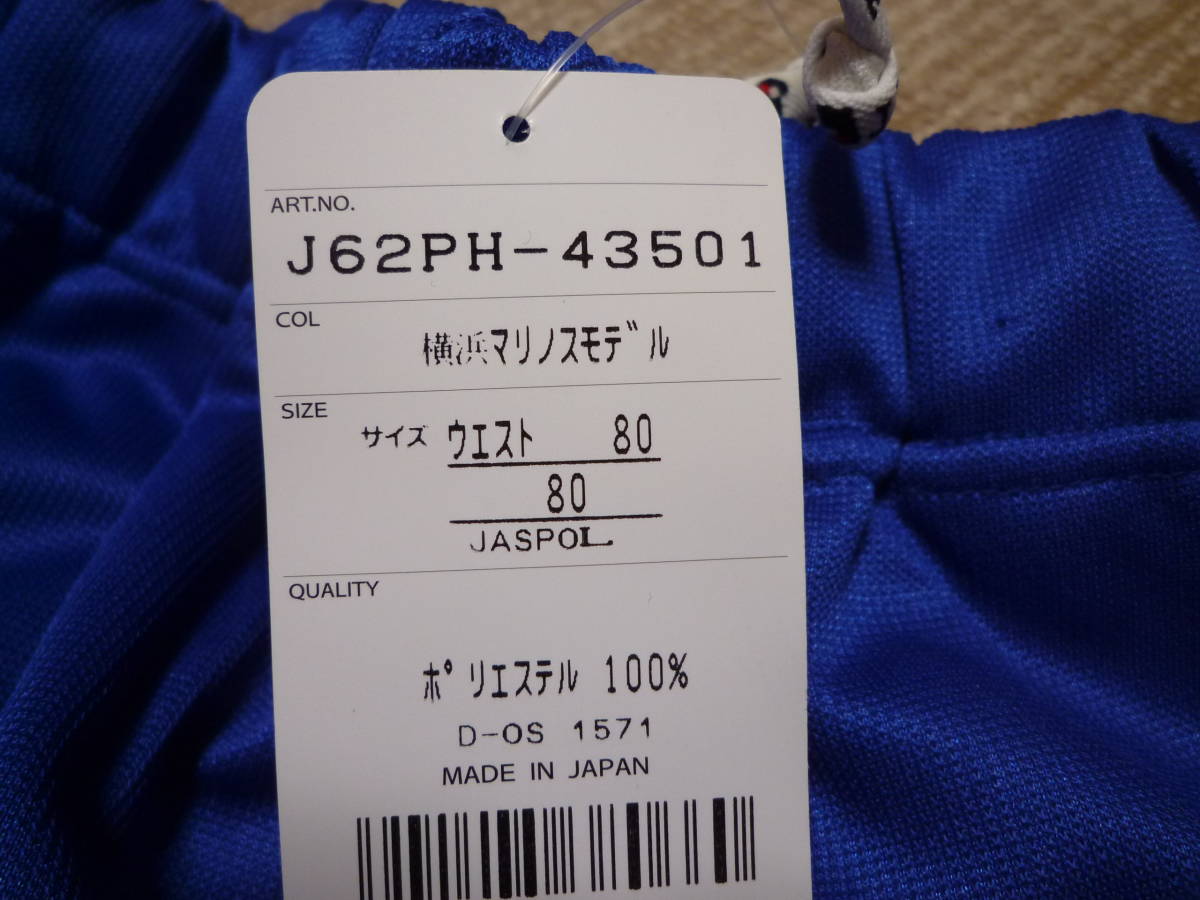 ART.NO.
J62PH-43501
COL
横浜マリノスモデル
SIZE
サイズ ウエスト 80
80
JASPOL
QUALITY
ポリエステル 100%
D-OS 1571
MADE IN JAPAN